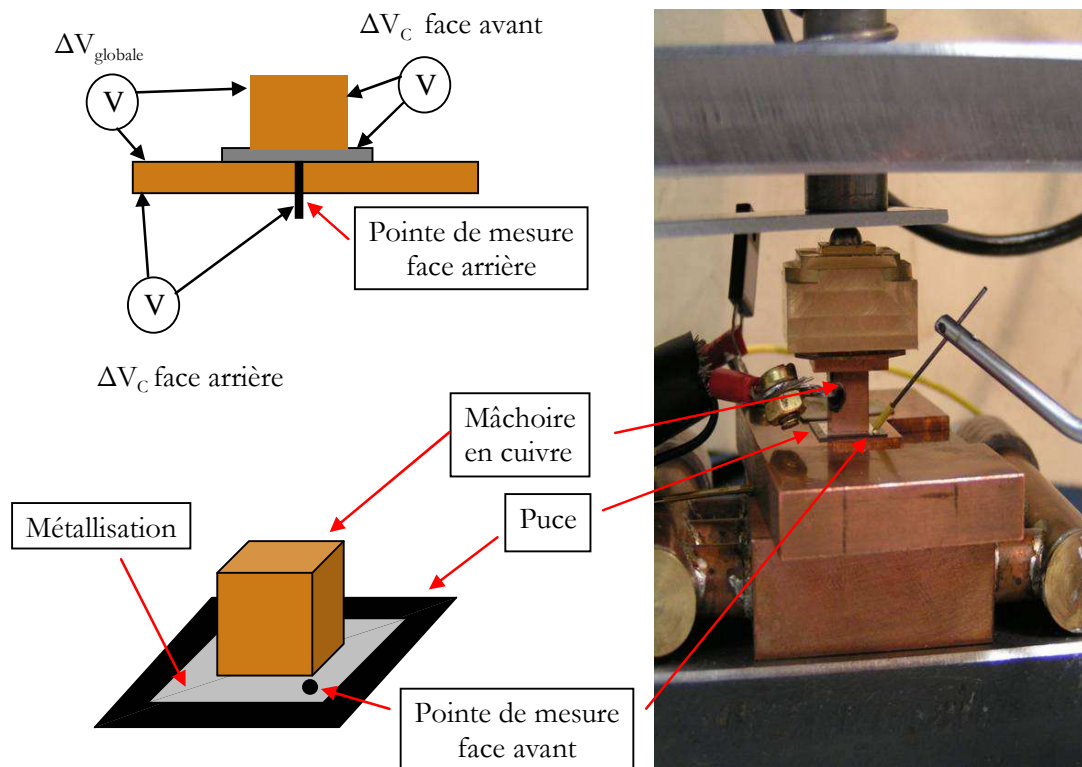 ΔV_globale
ΔV_C face avant
V
V
Pointe de mesure
face arrière
V
ΔV_C face arrière
Mâchoire
en cuivre
Métallisation
Puce
Pointe de mesure
face avant